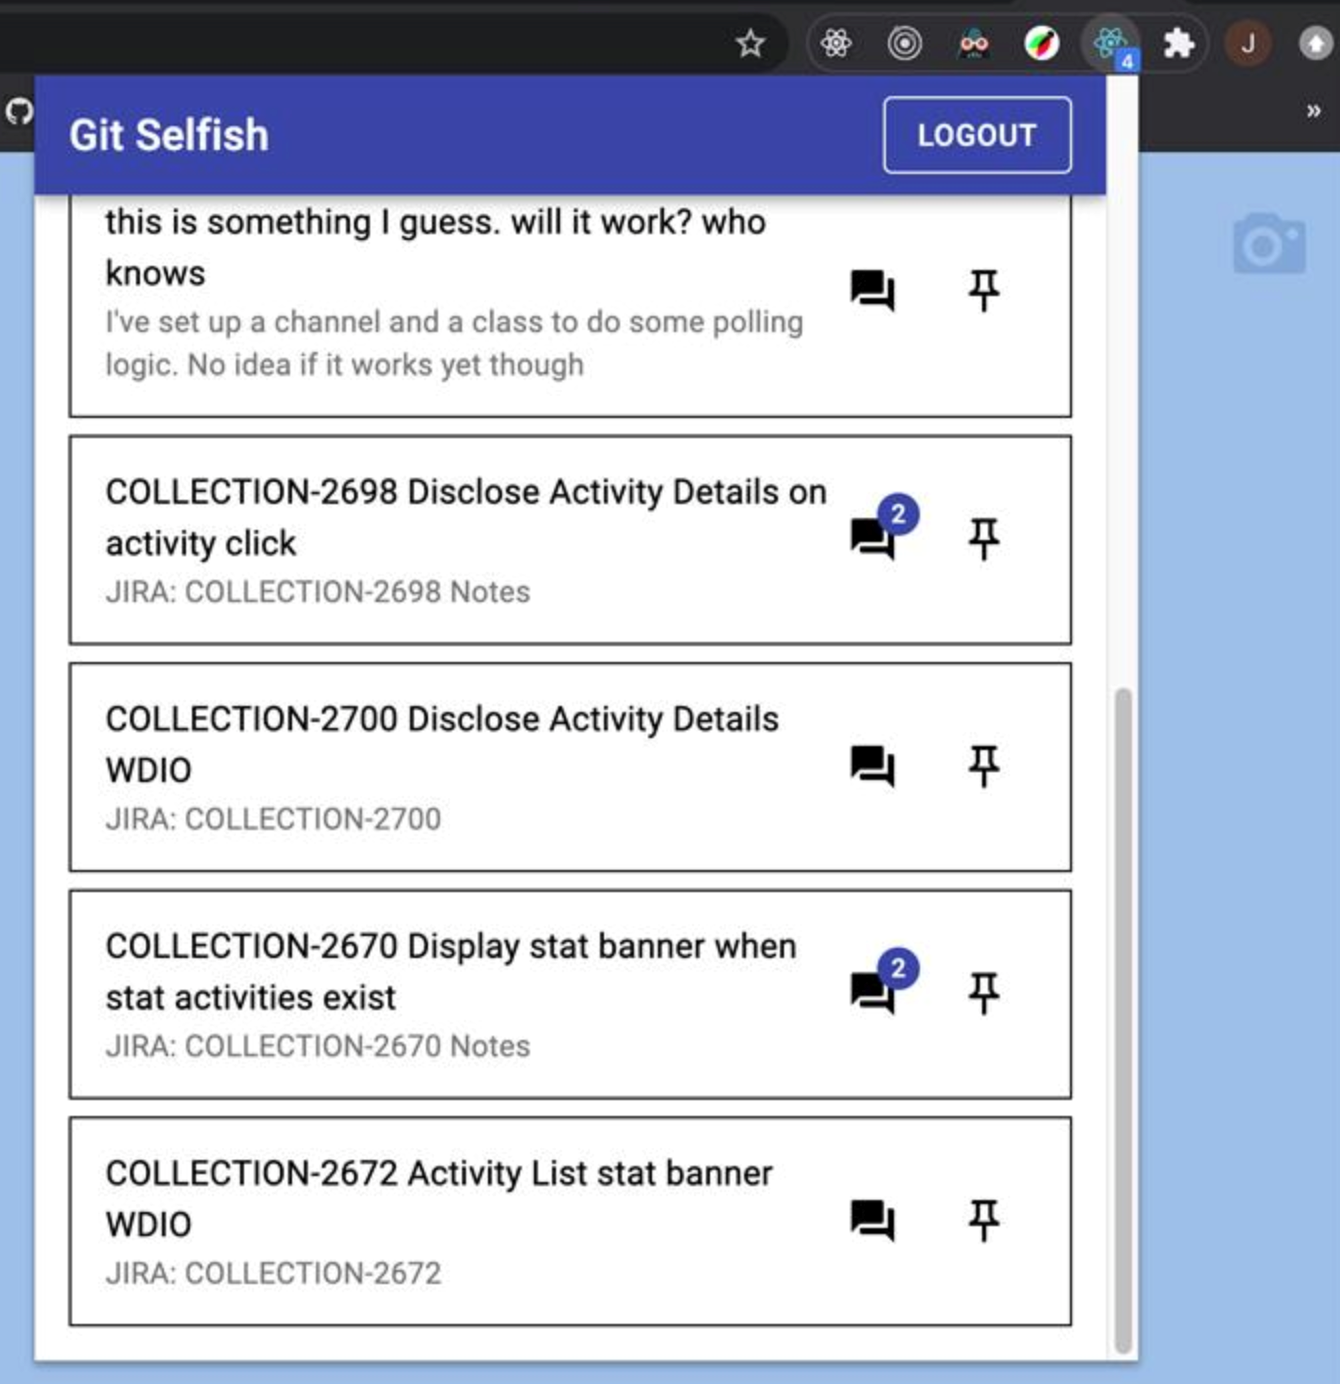 4
J
»
Git Selfish
LOGOUT
this is something I guess. will it work? who
knows
I've set up a channel and a class to do some polling
logic. No idea if it works yet though
COLLECTION-2698 Disclose Activity Details on
activity click
JIRA: COLLECTION-2698 Notes
2
COLLECTION-2700 Disclose Activity Details
WDIO
JIRA: COLLECTION-2700
COLLECTION-2670 Display stat banner when
stat activities exist
JIRA: COLLECTION-2670 Notes
2
COLLECTION-2672 Activity List stat banner
WDIO
JIRA: COLLECTION-2672